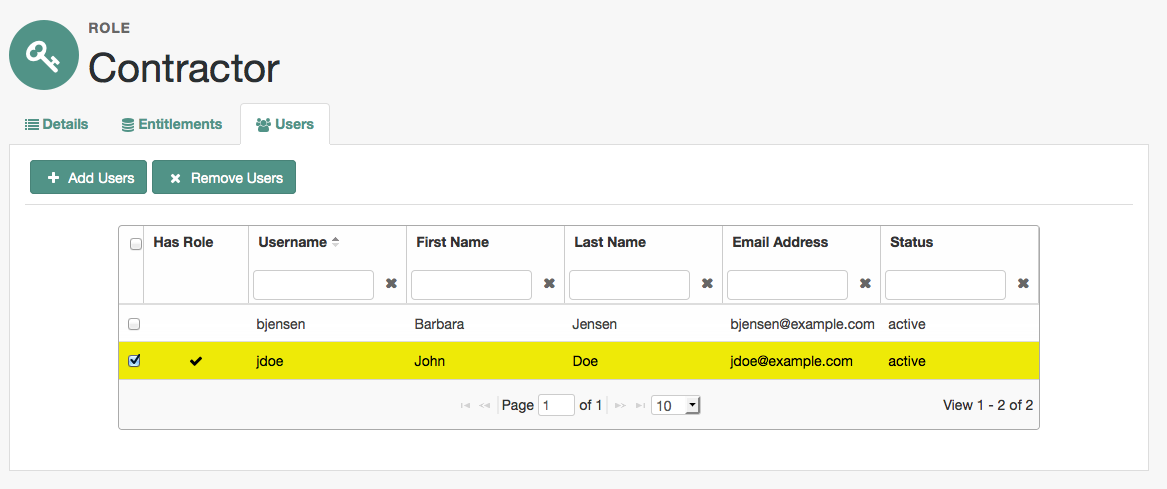 ROLE
Contractor
Details Entitlements Users
Add Users Remove Users
Has Role Username First Name Last Name Email Address Status
bjensen Barbara Jensen bjensen@example.com active
jdoe John Doe jdoe@example.com active
Page 1 of 1 10 View 1 - 2 of 2